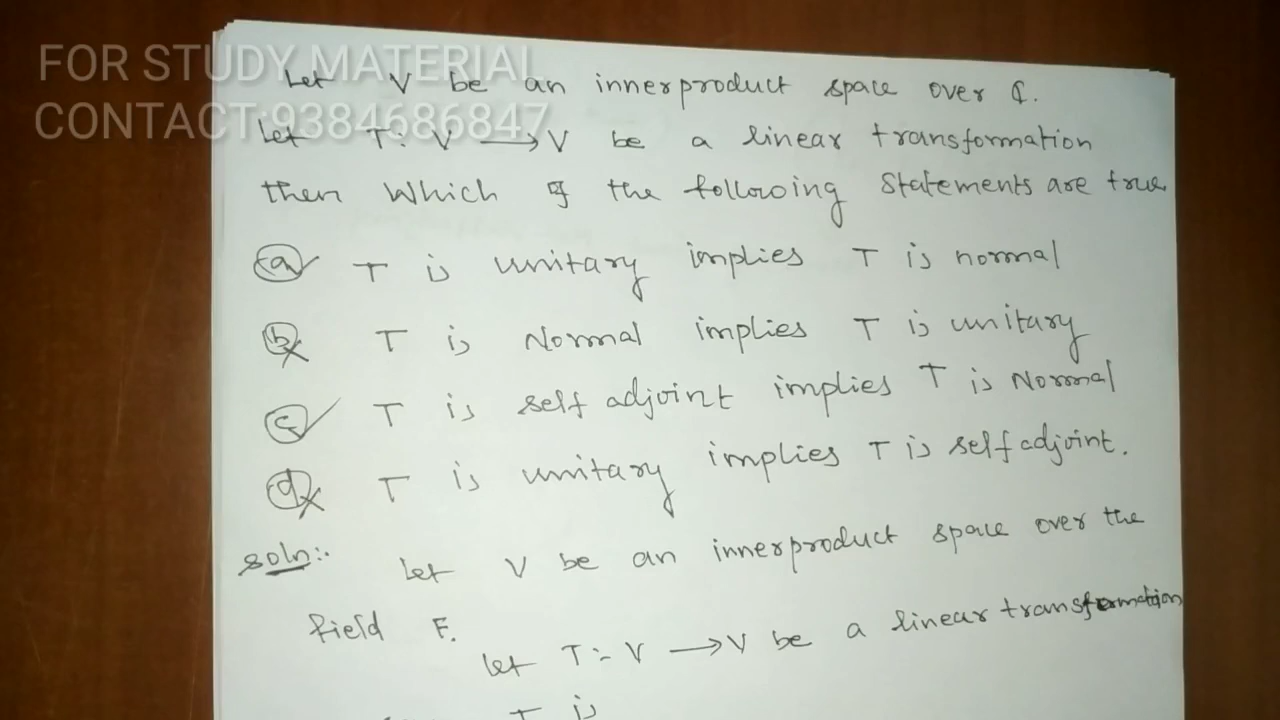 FOR STUDY MATERIAL
CONTACT:9384686847
Let V be an innerproduct space over ₵.
Let T: V → V be a linear transformation
then Which of the following Statements are true
(a) ✓ T is unitary implies T is normal
(b) ✗ T is Normal implies T is unitary
(c) ✓ T is self adjoint implies T is Normal
(d) ✗ T is unitary implies T is selfadjoint.
Soln:. Let V be an innerproduct space over the
field F.
Let T:- V → V be a linear transformation
T is